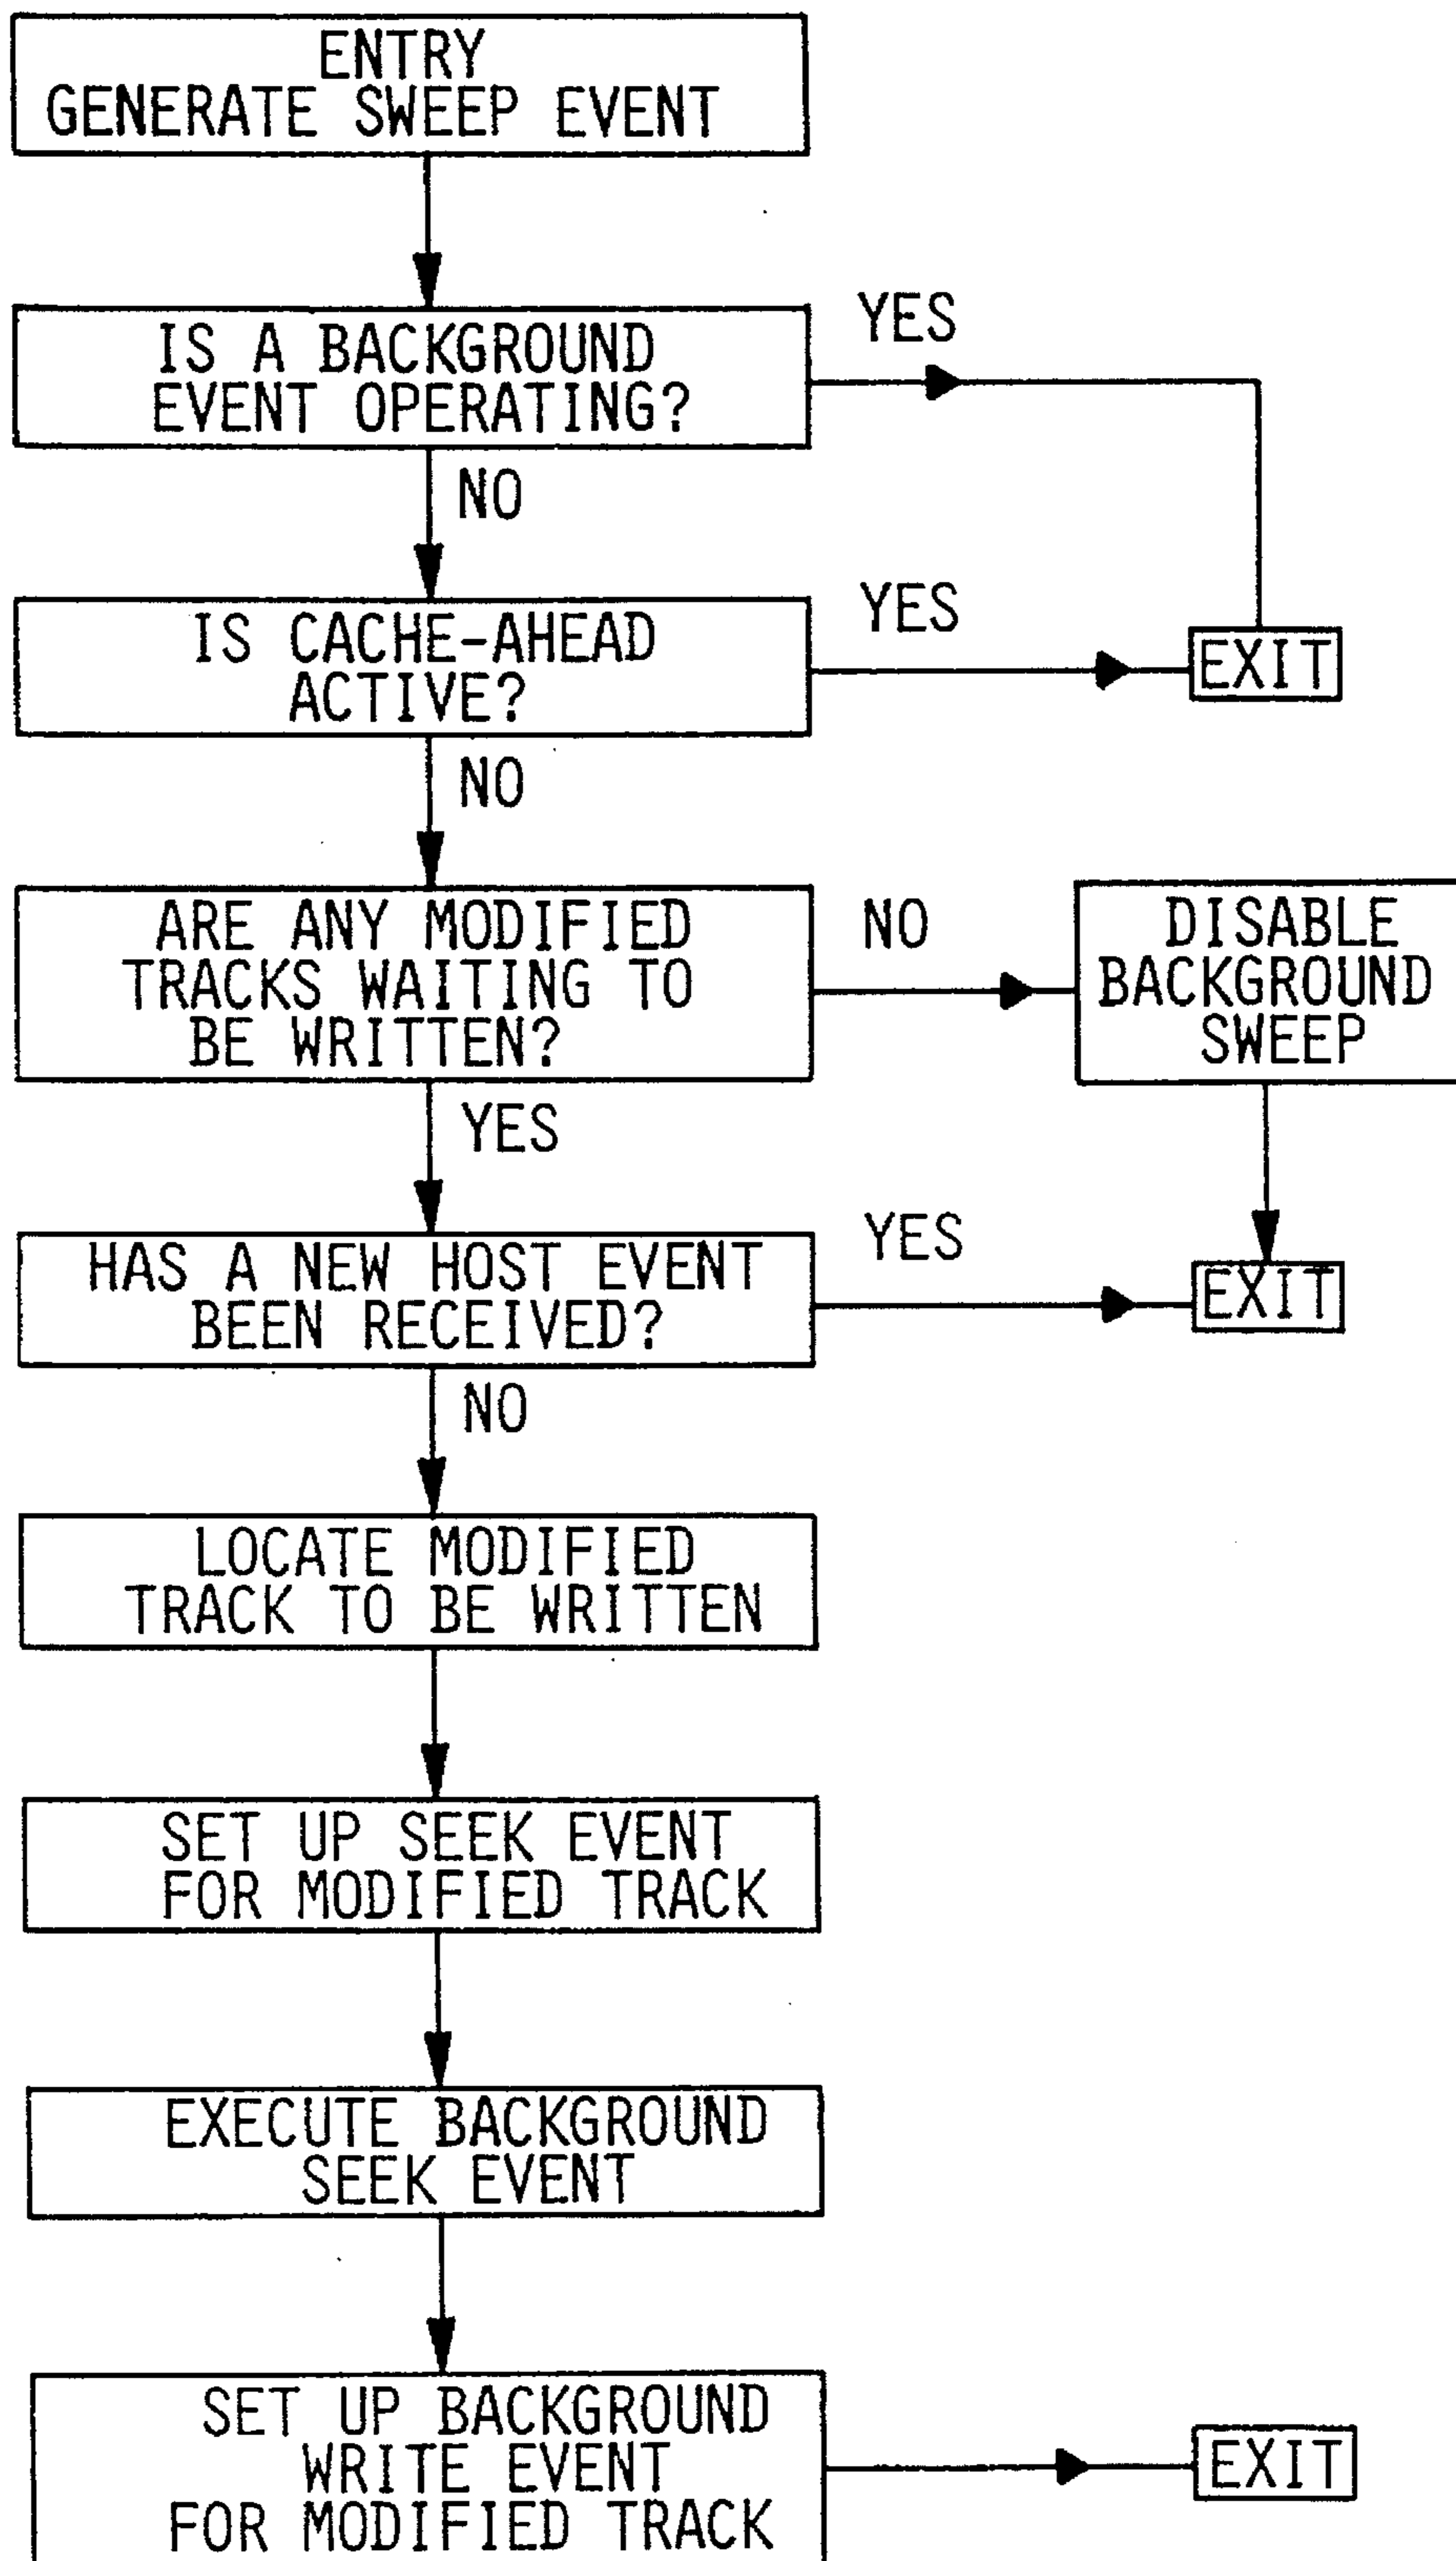 ENTRY
GENERATE SWEEP EVENT
IS A BACKGROUND
EVENT OPERATING?
YES
NO
IS CACHE-AHEAD
ACTIVE?
YES
EXIT
NO
ARE ANY MODIFIED
TRACKS WAITING TO
BE WRITTEN?
NO
DISABLE
BACKGROUND
SWEEP
YES
HAS A NEW HOST EVENT
BEEN RECEIVED?
YES
EXIT
NO
LOCATE MODIFIED
TRACK TO BE WRITTEN
SET UP SEEK EVENT
FOR MODIFIED TRACK
EXECUTE BACKGROUND
SEEK EVENT
SET UP BACKGROUND
WRITE EVENT
FOR MODIFIED TRACK
EXIT